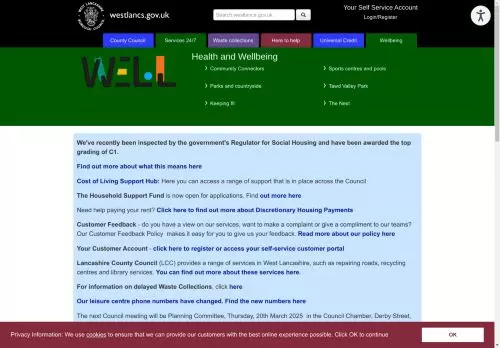 WEST LANCASHIRE BOROUGH COUNCIL
westlancs.gov.uk
Search westlancs.gov.uk
Your Self Service Account
Login/Register
County Council
Services 24/7
Waste collections
Here to help
Universal Credit
Wellbeing
WELL
Health and Wellbeing
Community Connectors
Sports centres and pools
Parks and countryside
Tawd Valley Park
Keeping fit
The Nest
We've recently been inspected by the government's Regulator for Social Housing and have been awarded the top
grading of C1.
Find out more about what this means here
Cost of Living Support Hub: Here you can access a range of support that is in place across the Council
The Household Support Fund is now open for applications. Find out more here
Need help paying your rent? Click here to find out more about Discretionary Housing Payments
Customer Feedback - do you have a view on our services, want to make a complaint or give a compliment to our teams?
Our Customer Feedback Policy makes it easy for you to give us your feedback. Read more about our policy here
Your Customer Account - click here to register or access your self-service customer portal
Lancashire County Council (LCC) provides a range of services in West Lancashire, such as repairing roads, recycling
centres and library services. You can find out more about these services here.
For information on delayed Waste Collections, click here
Our leisure centre phone numbers have changed. Find the new numbers here
The next Council meeting will be Planning Committee, Thursday, 20th March 2025 in the Council Chamber, Derby Street,
Privacy Information: We use cookies to ensure that we can provide our customers with the best online experience possible. Click OK to continue
OK